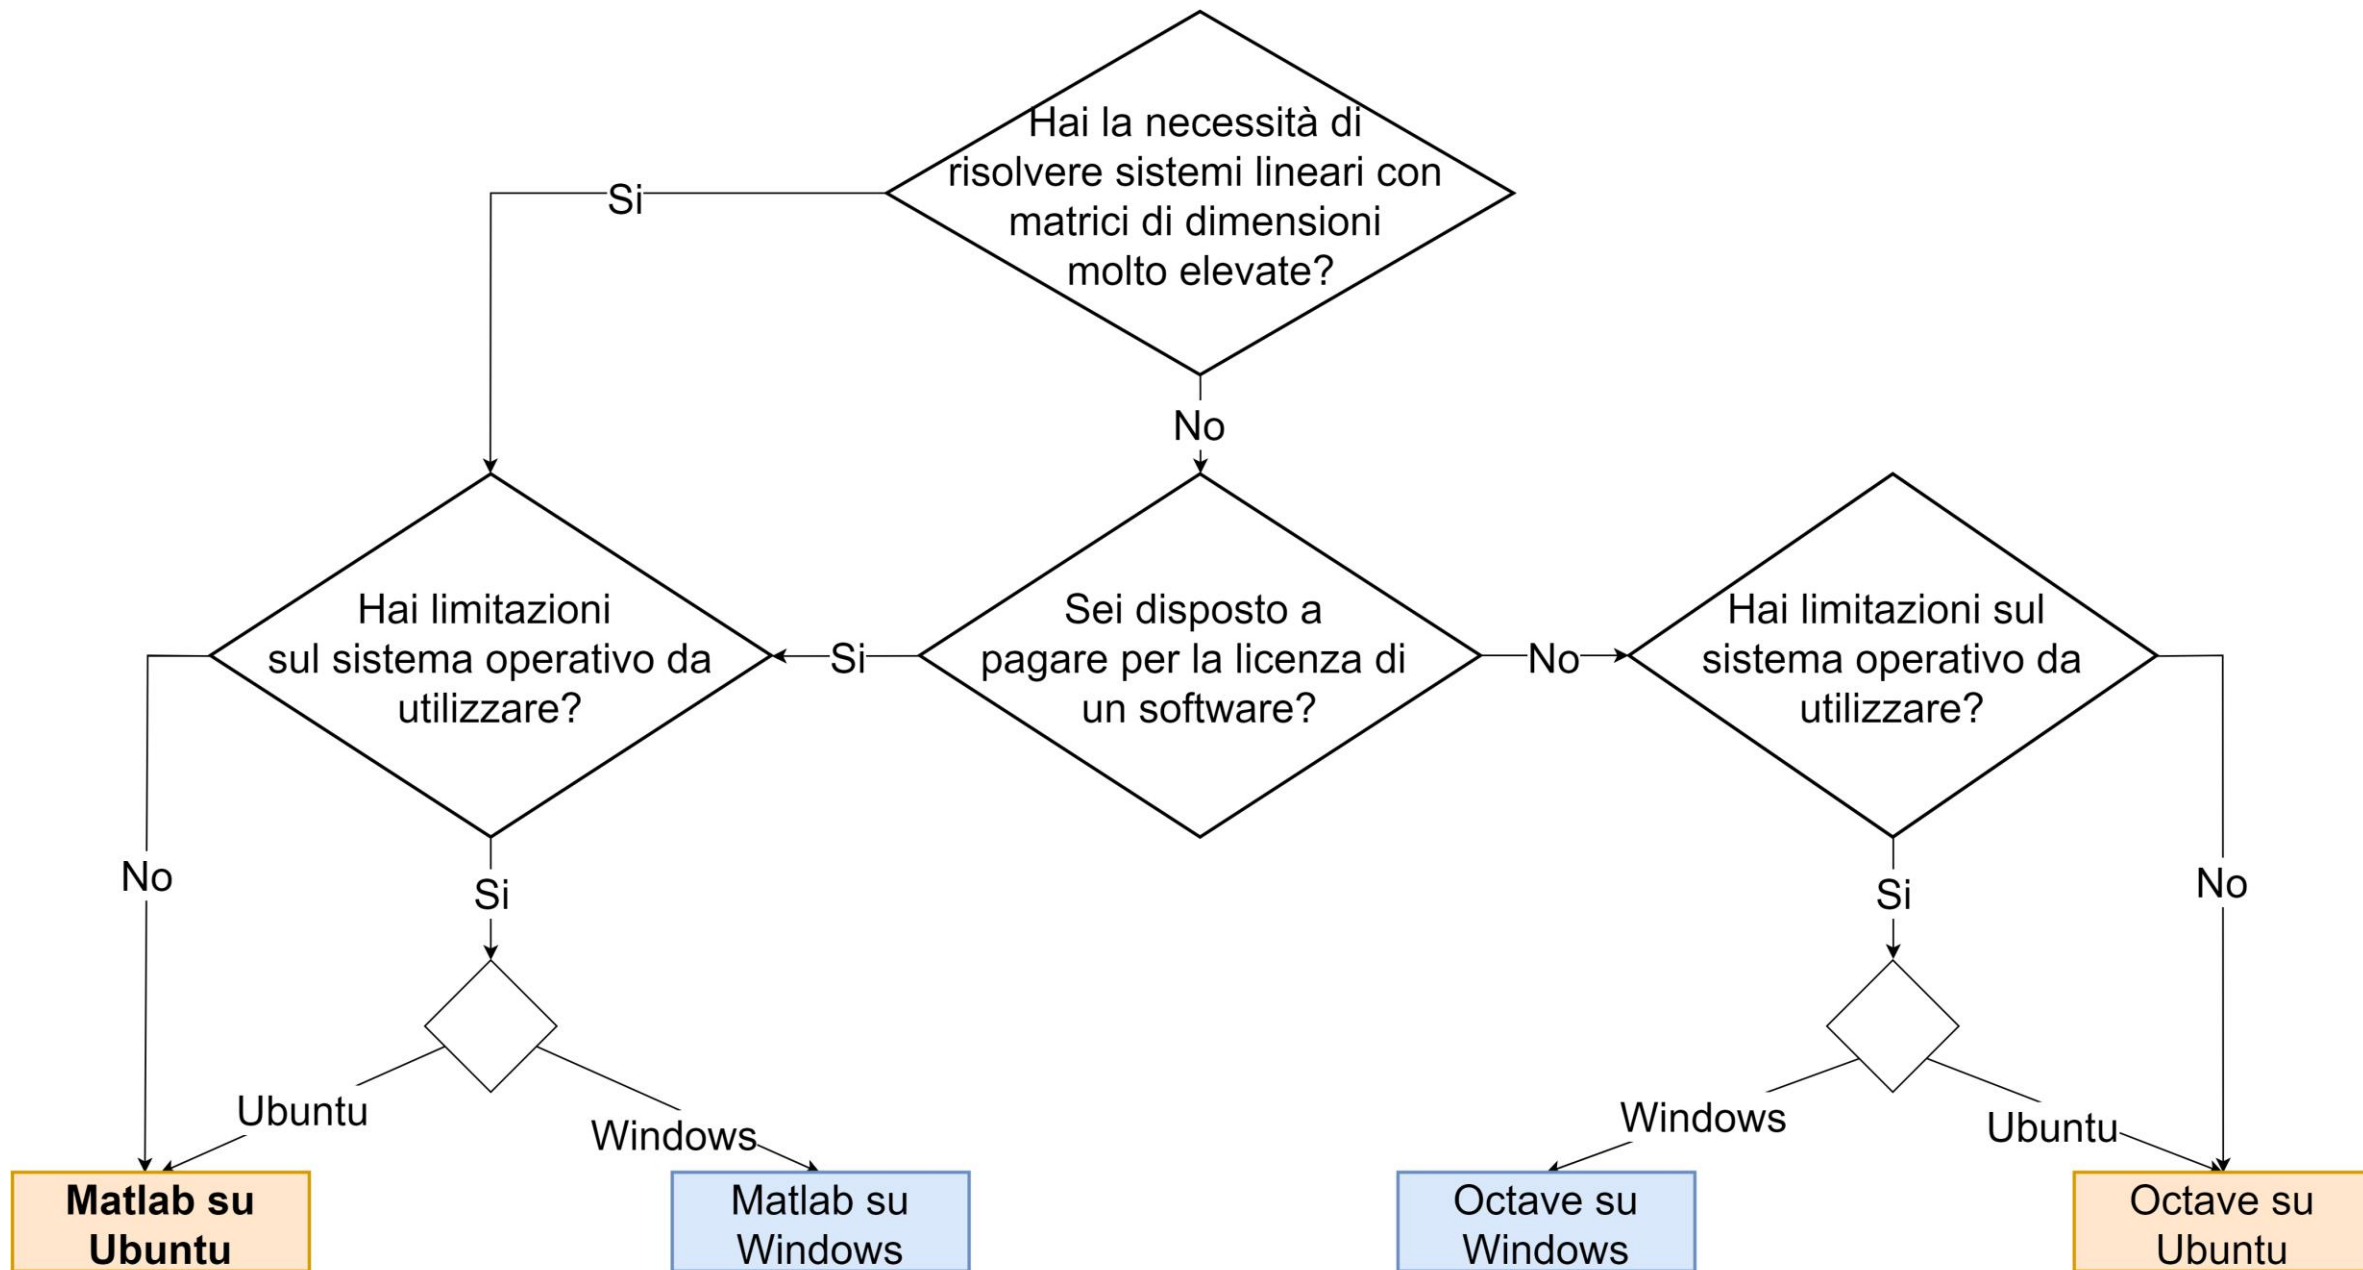 Hai la necessità di
risolvere sistemi lineari con
matrici di dimensioni
molto elevate?
Si
No
Hai limitazioni
sul sistema operativo da
utilizzare?
Si
Sei disposto a
pagare per la licenza di
un software?
No
Hai limitazioni sul
sistema operativo da
utilizzare?
No
Si
Si
No
Ubuntu
Windows
Windows
Ubuntu
Matlab su
Ubuntu
Matlab su
Windows
Octave su
Windows
Octave su
Ubuntu